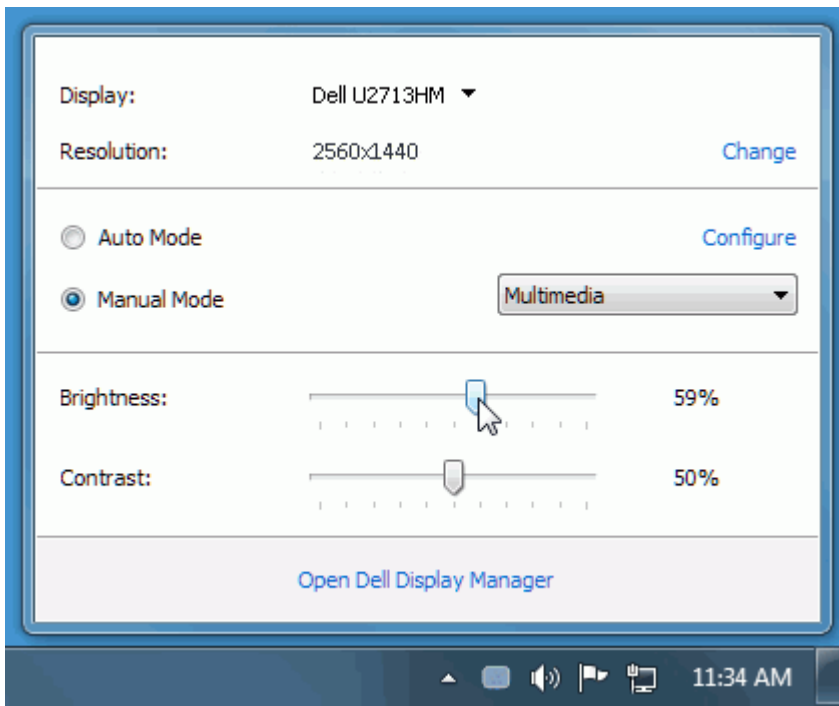 Display: Dell U2713HM
Resolution: 2560x1440 Change
Auto Mode Configure
Manual Mode Multimedia
Brightness: 59%
Contrast: 50%
Open Dell Display Manager
11:34 AM